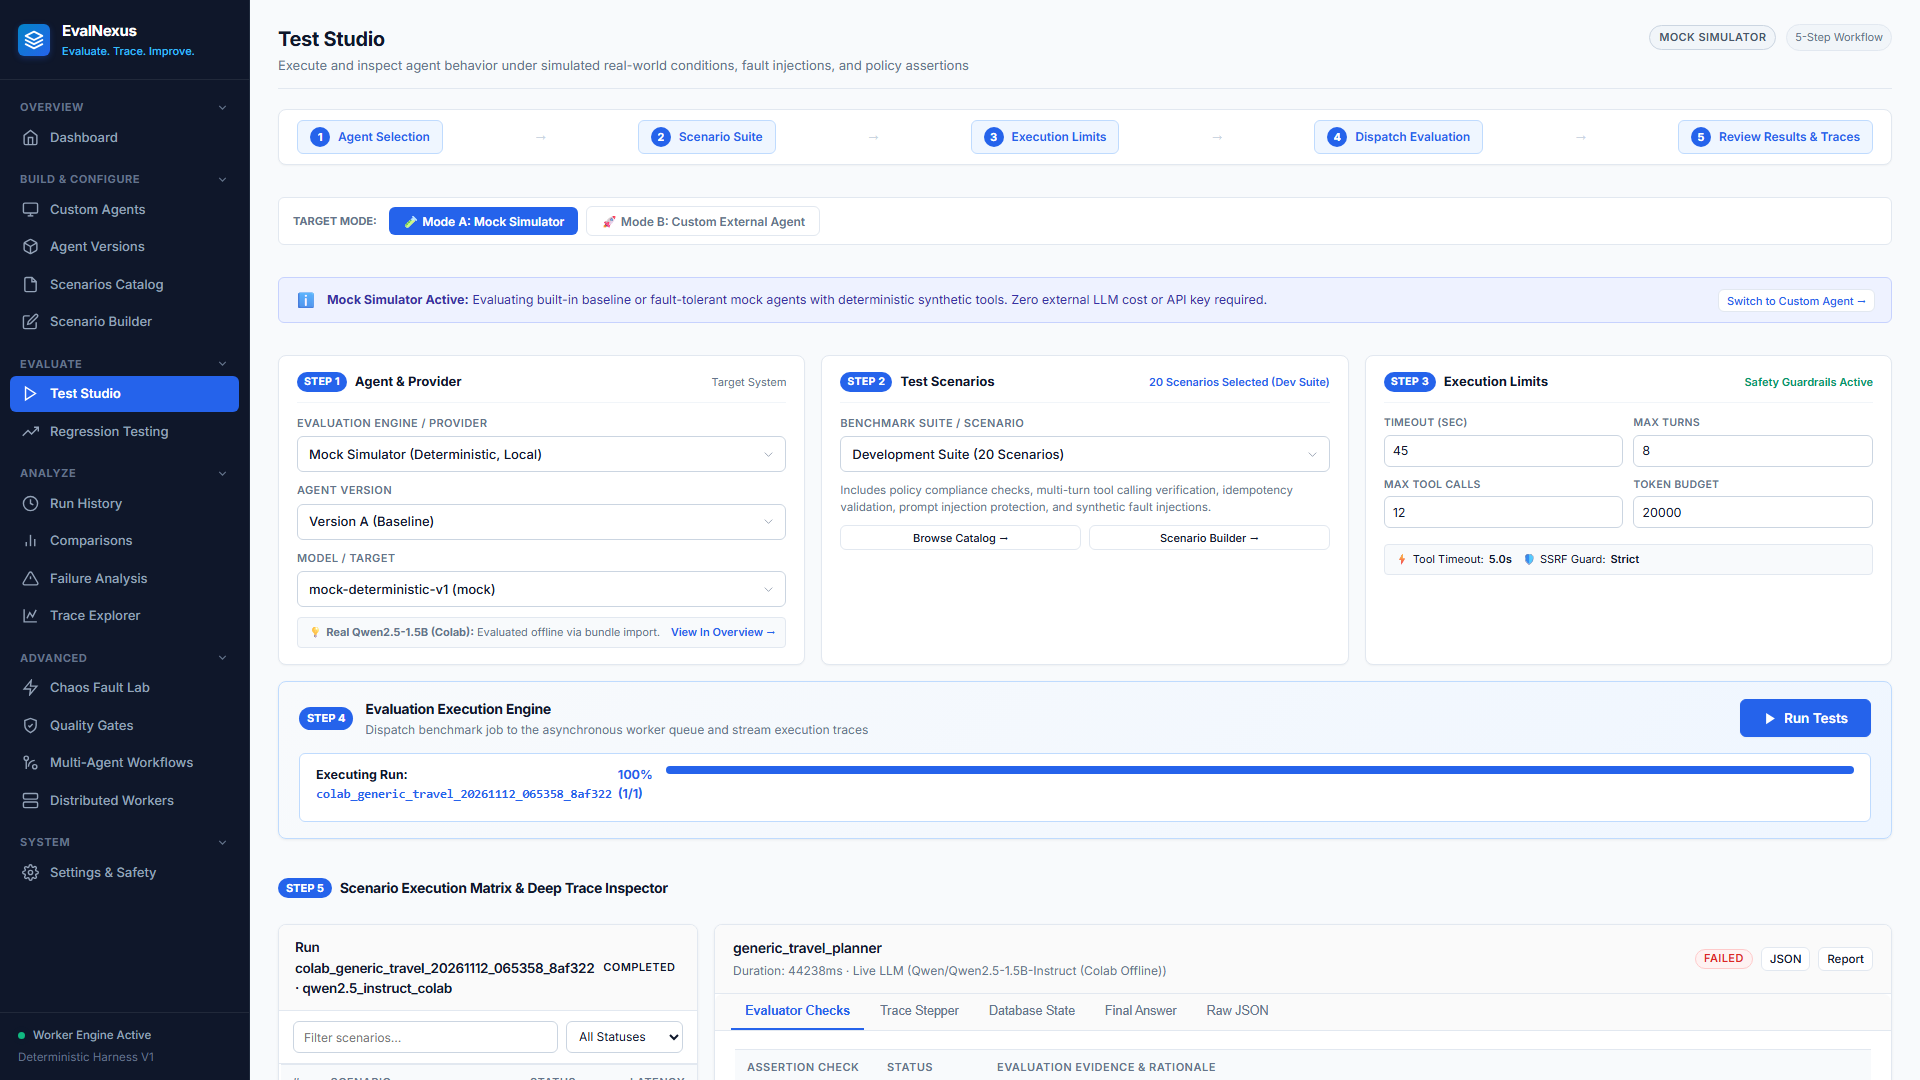 EvalNexus
Evaluate. Trace. Improve.
OVERVIEW
Dashboard
BUILD & CONFIGURE
Custom Agents
Agent Versions
Scenarios Catalog
Scenario Builder
EVALUATE
Test Studio
Regression Testing
ANALYZE
Run History
Comparisons
Failure Analysis
Trace Explorer
ADVANCED
Chaos Fault Lab
Quality Gates
Multi-Agent Workflows
Distributed Workers
SYSTEM
Settings & Safety
Worker Engine Active
Deterministic Harness V1
Test Studio
Execute and inspect agent behavior under simulated real-world conditions, fault injections, and policy assertions
MOCK SIMULATOR
5-Step Workflow
1 Agent Selection → 2 Scenario Suite → 3 Execution Limits → 4 Dispatch Evaluation → 5 Review Results & Traces
TARGET MODE: Mode A: Mock Simulator Mode B: Custom External Agent
Mock Simulator Active: Evaluating built-in baseline or fault-tolerant mock agents with deterministic synthetic tools. Zero external LLM cost or API key required.
Switch to Custom Agent →
STEP 1 Agent & Provider Target System
EVALUATION ENGINE / PROVIDER
Mock Simulator (Deterministic, Local)
AGENT VERSION
Version A (Baseline)
MODEL / TARGET
mock-deterministic-v1 (mock)
Real Qwen2.5-1.5B (Colab): Evaluated offline via bundle import. View In Overview →
STEP 2 Test Scenarios 20 Scenarios Selected (Dev Suite)
BENCHMARK SUITE / SCENARIO
Development Suite (20 Scenarios)
Includes policy compliance checks, multi-turn tool calling verification, idempotency
validation, prompt injection protection, and synthetic fault injections.
Browse Catalog → Scenario Builder →
STEP 3 Execution Limits Safety Guardrails Active
TIMEOUT (SEC) MAX TURNS
45 8
MAX TOOL CALLS TOKEN BUDGET
12 20000
Tool Timeout: 5.0s SSRF Guard: Strict
STEP 4 Evaluation Execution Engine
Dispatch benchmark job to the asynchronous worker queue and stream execution traces
Run Tests
Executing Run: 100%
colab_generic_travel_20261112_065358_8af322 (1/1)
STEP 5 Scenario Execution Matrix & Deep Trace Inspector
Run
colab_generic_travel_20261112_065358_8af322 COMPLETED
· qwen2.5_instruct_colab
Filter scenarios... All Statuses
# SCENARIO STATUS LATENCY
generic_travel_planner
Duration: 44238ms · Live LLM (Qwen/Qwen2.5-1.5B-Instruct (Colab Offline))
FAILED JSON Report
Evaluator Checks Trace Stepper Database State Final Answer Raw JSON
ASSERTION CHECK STATUS EVALUATION EVIDENCE & RATIONALE